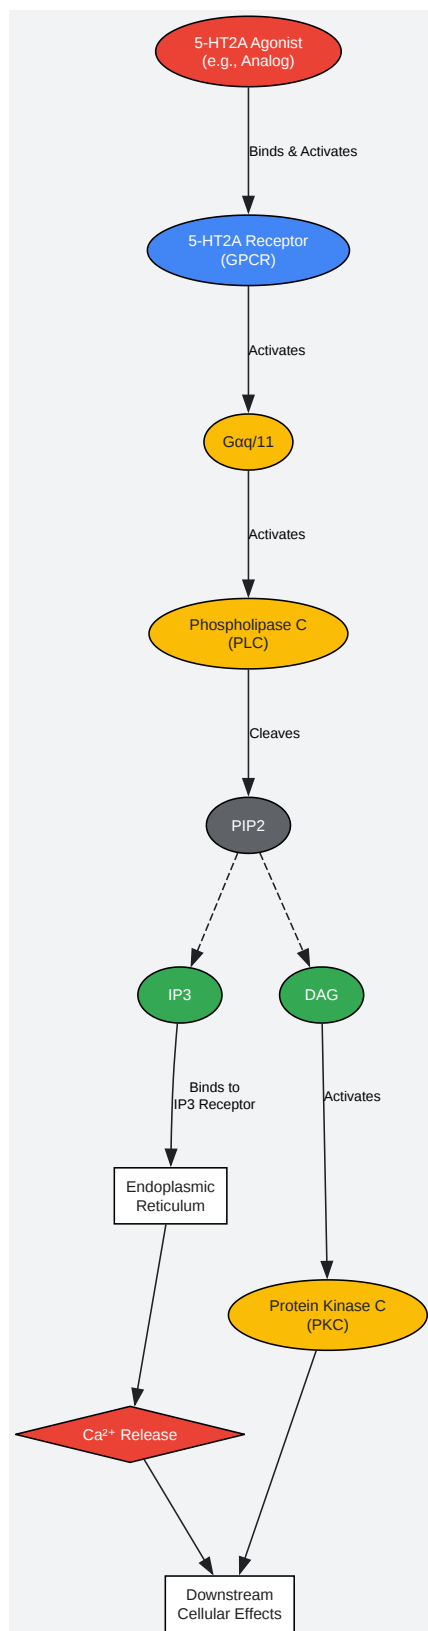 5-HT2A Agonist
(e.g., Analog)
Binds & Activates
5-HT2A Receptor
(GPCR)
Activates
Gαq/11
Activates
Phospholipase C
(PLC)
Cleaves
PIP2
IP3
DAG
Binds to
IP3 Receptor
Activates
Endoplasmic
Reticulum
Protein Kinase C
(PKC)
Ca²⁺ Release
Downstream
Cellular Effects